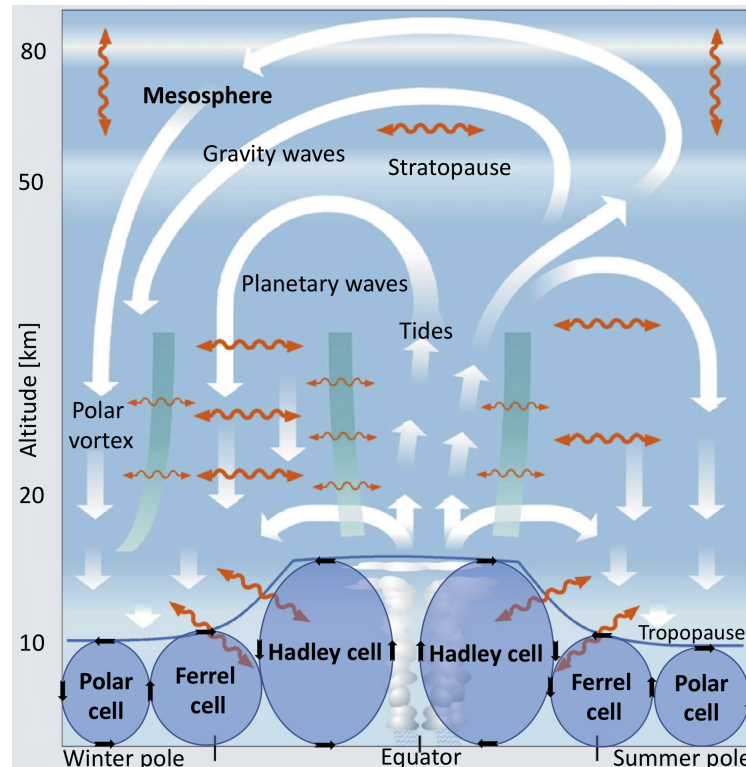 80
Mesosphere
Gravity waves
Stratopause
50
Planetary waves
Tides
Altitude [km]
Polar
vortex
20
10
Tropopause
Hadley cell
Hadley cell
Polar
cell
Ferrel
cell
Ferrel
cell
Polar
cell
Winter pole
Equator
Summer pole